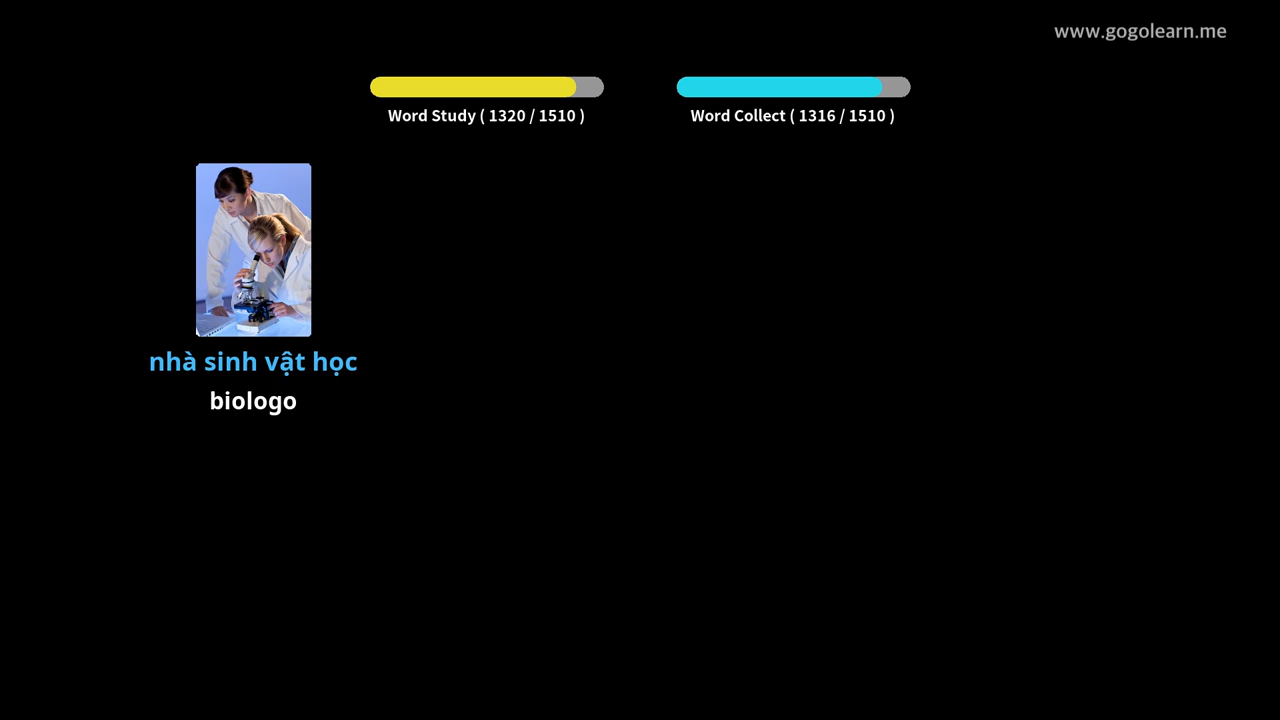 www.gogolearn.me
Word Study ( 1320 / 1510 )
Word Collect ( 1316 / 1510 )
nhà sinh vật học
biologo